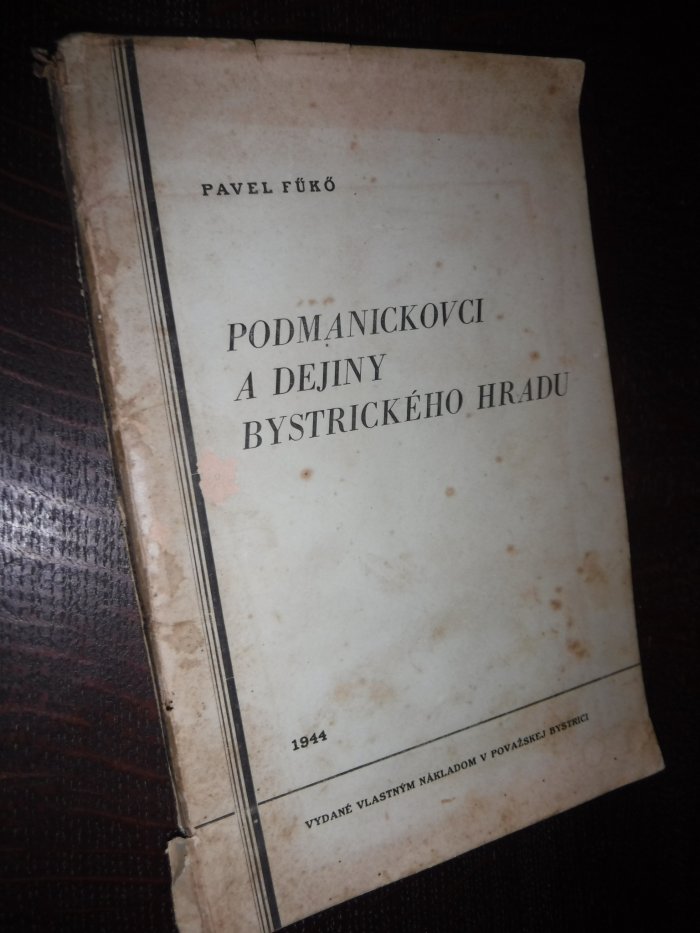 PAVEL FŰKŐ
PODMANICKOVCI
A DEJINY
BYSTRICKÉHO HRADU
1944
VYDANÉ VLASTNÝM NÁKLADOM V POVAŽSKEJ BYSTRICI